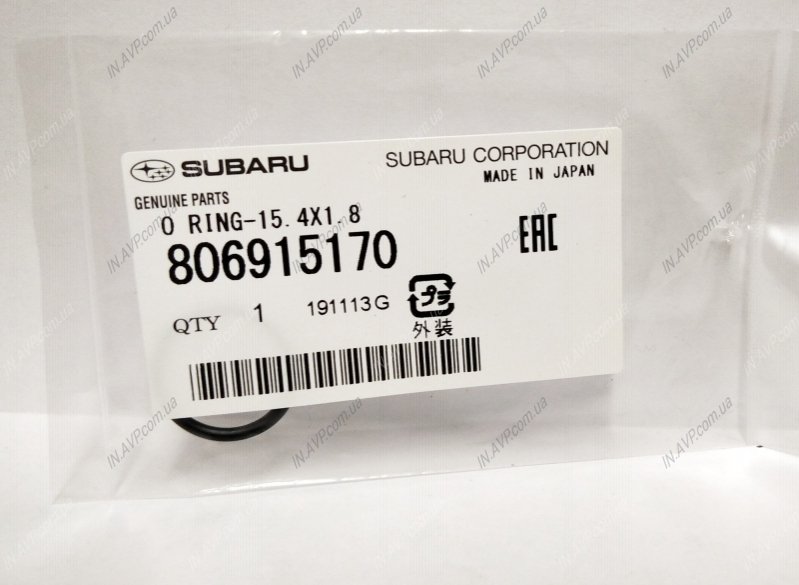 SUBARU
SUBARU CORPORATION
MADE IN JAPAN
GENUINE PARTS
O RING-15.4X1.8
806915170
EAC
QTY 1 191113G
プラ
外装
IN.AVP.com.ua